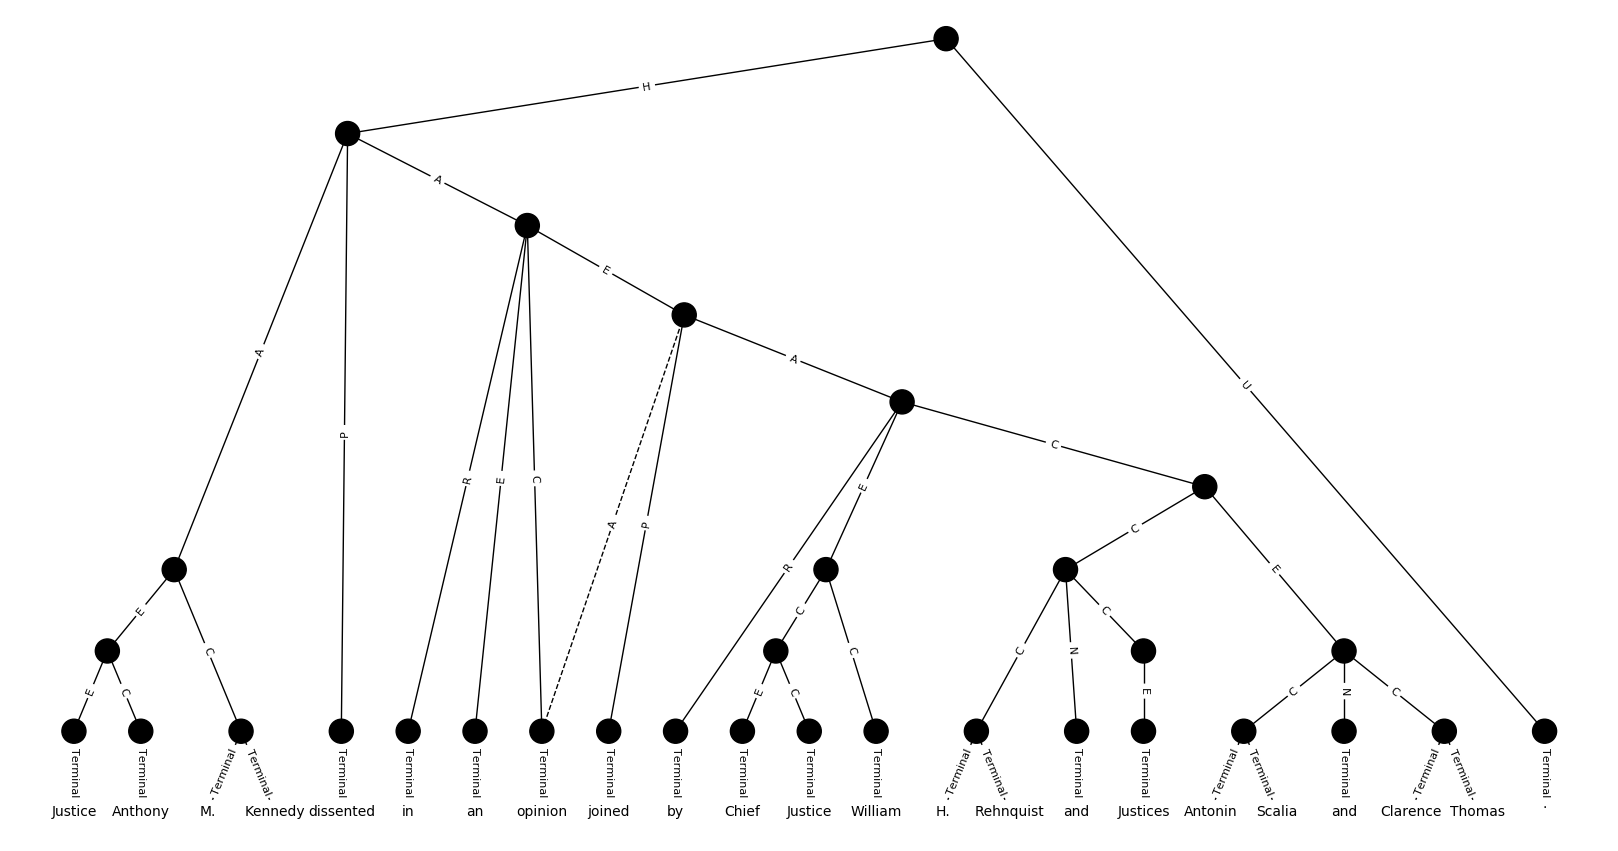 H
A
E
A
U
A
P
R
E
C
A
P
R
E
C
C
E
E
C
C
C
C
N
C
E
C
E
C
E
C
E
C
N
C
Terminal Terminal Terminal Terminal Terminal Terminal Terminal Terminal Terminal Terminal Terminal Terminal Terminal Terminal Terminal Terminal Terminal Terminal Terminal Terminal Terminal Terminal Terminal
Justice Anthony M. Kennedy dissented in an opinion joined by Chief Justice William H. Rehnquist and Justices Antonin Scalia and Clarence Thomas .